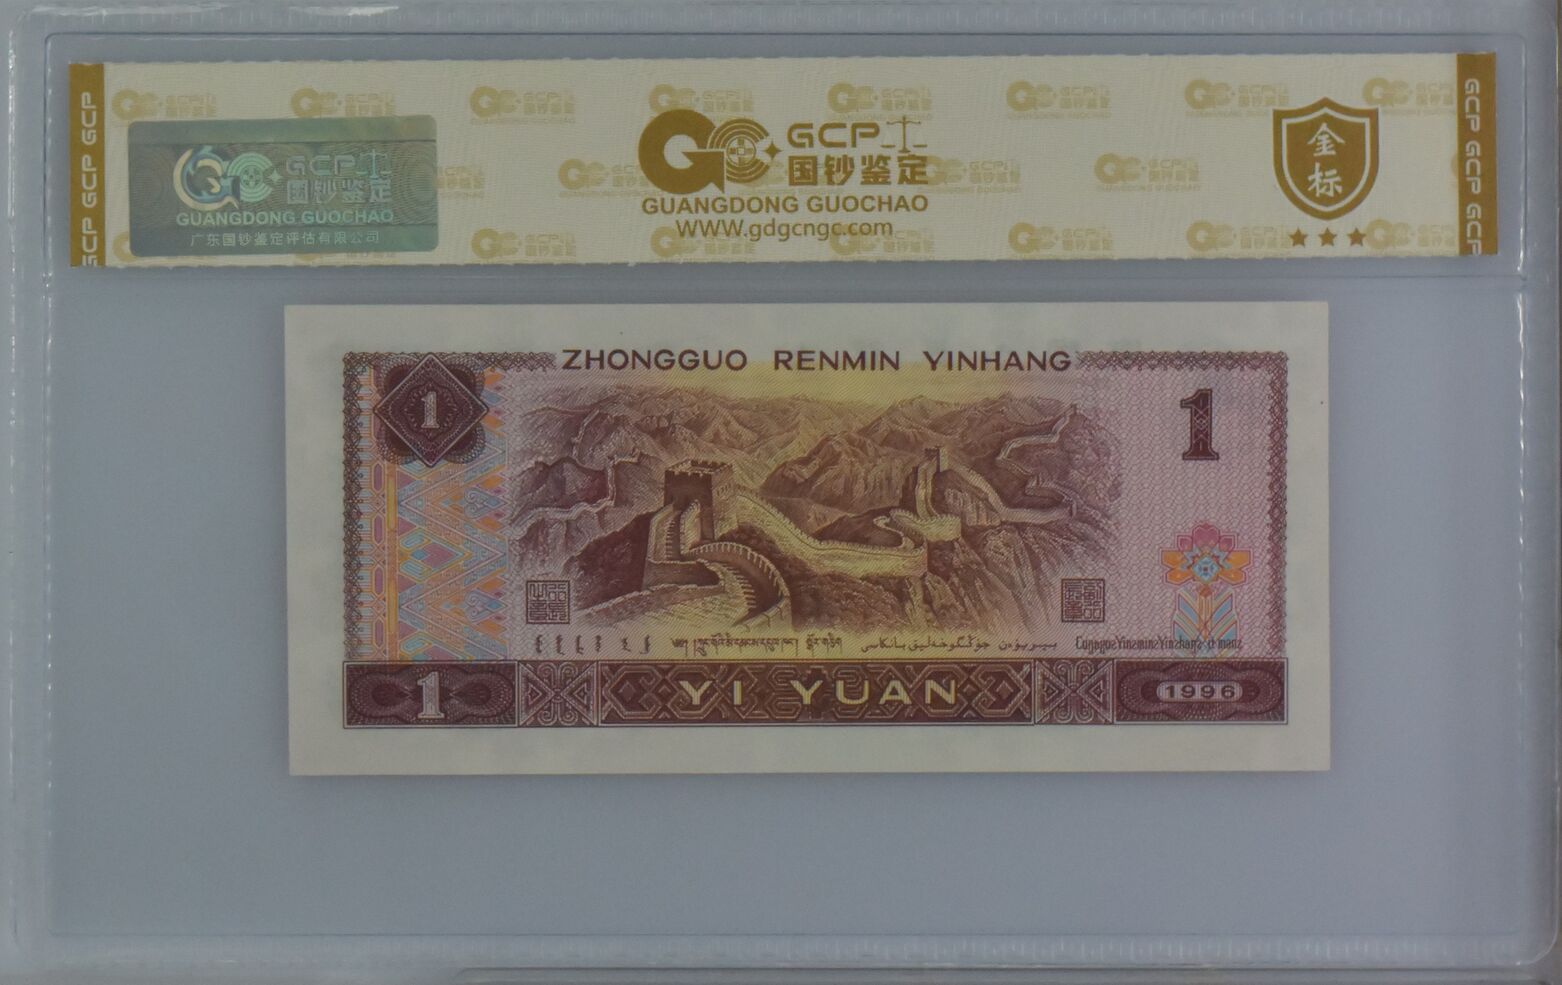 GCP GCP GCP
GCP 国钞鉴定
GUANGDONG GUOCHAO
广东国钞鉴定评估有限公司
GCP
国钞鉴定
GUANGDONG GUOCHAO
WWW.gdgcngc.com
金标
GCP GCP GCP
ZHONGGUO RENMIN YINHANG
1
1
1
YI YUAN
1996